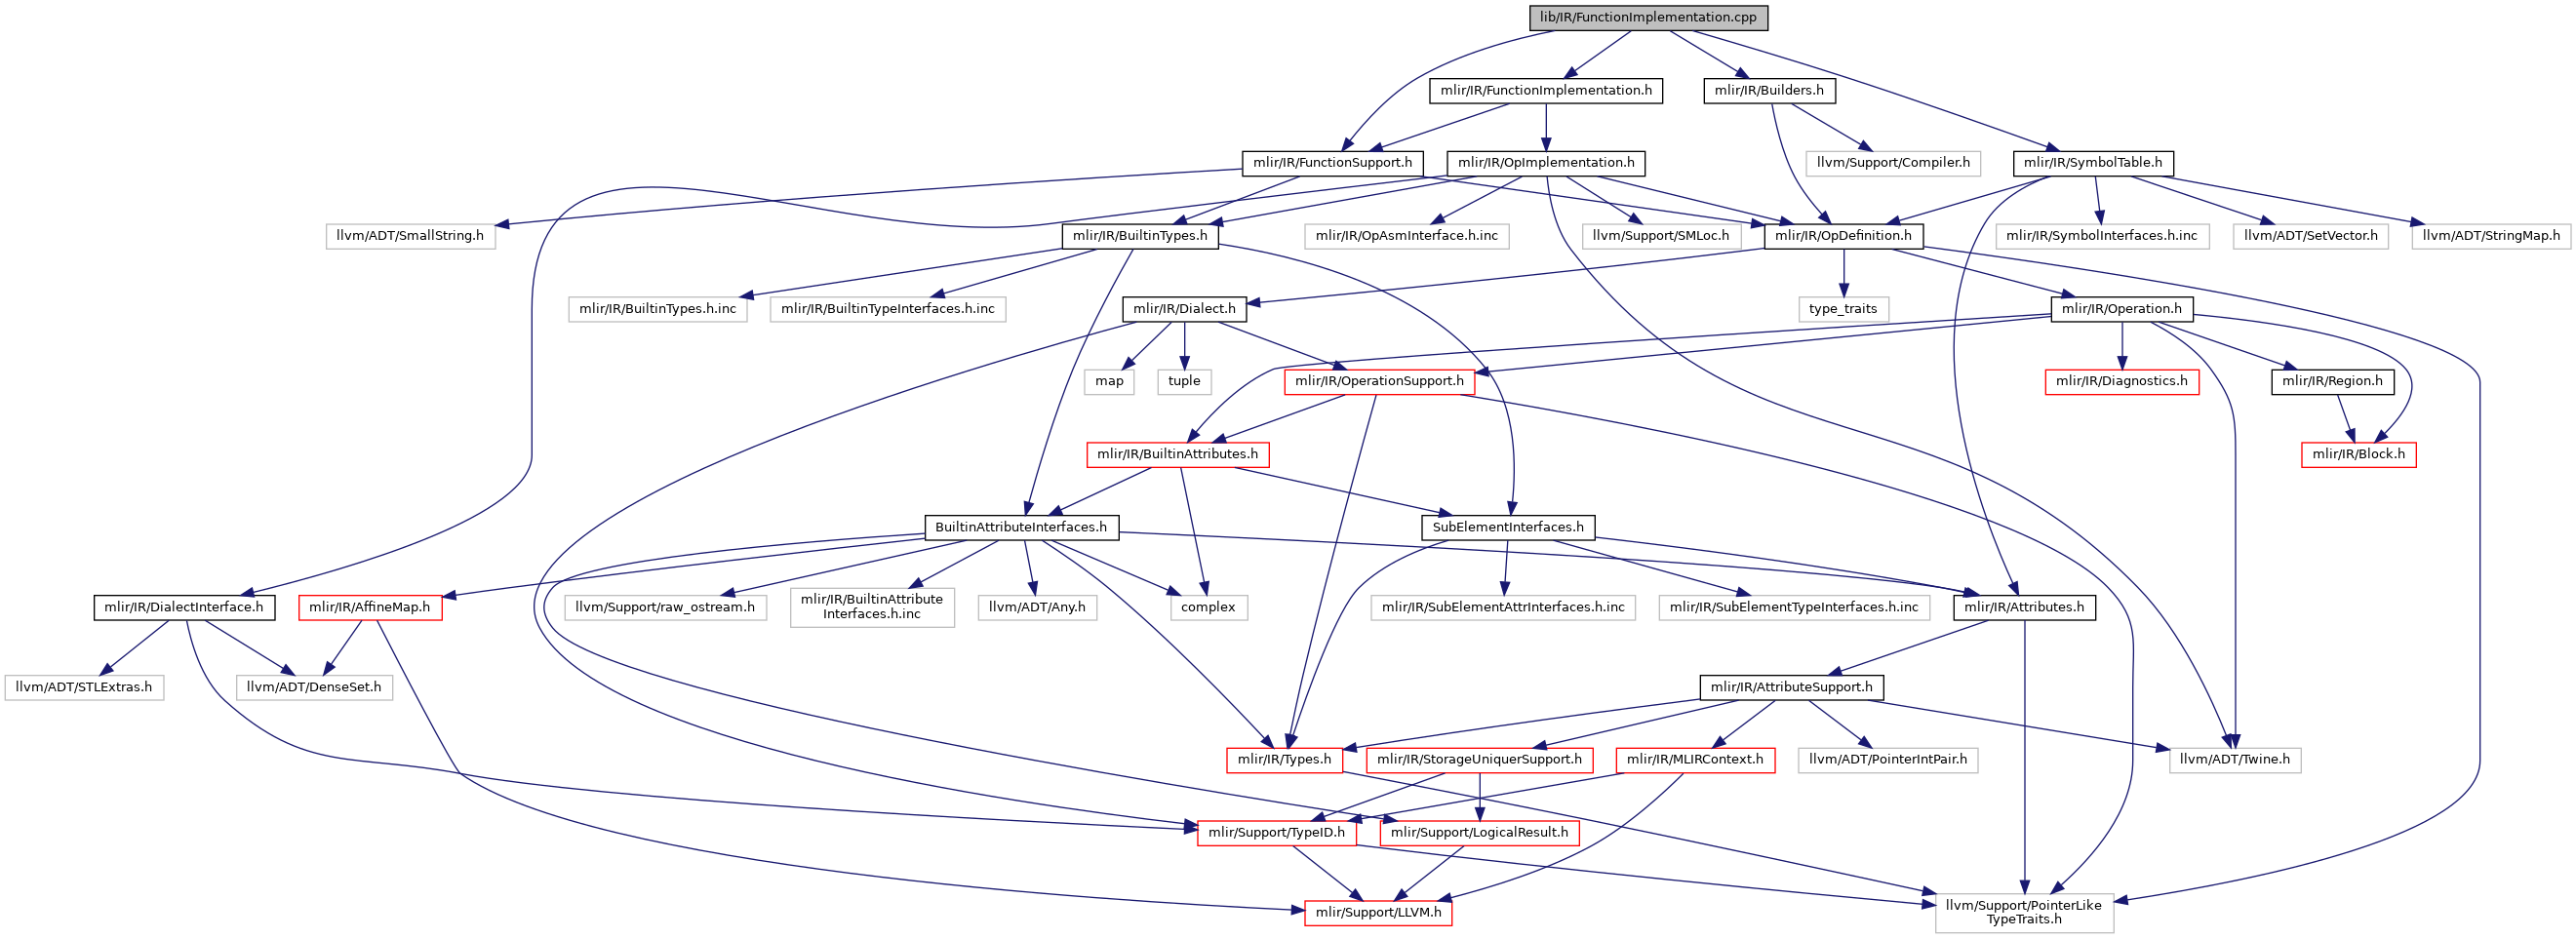 lib/IR/FunctionImplementation.cpp
mlir/IR/FunctionImplementation.h
mlir/IR/Builders.h
mlir/IR/FunctionSupport.h
mlir/IR/OpImplementation.h
llvm/Support/Compiler.h
mlir/IR/SymbolTable.h
llvm/ADT/SmallString.h
mlir/IR/BuiltinTypes.h
mlir/IR/OpAsmInterface.h.inc
llvm/Support/SMLoc.h
mlir/IR/OpDefinition.h
mlir/IR/SymbolInterfaces.h.inc
llvm/ADT/SetVector.h
llvm/ADT/StringMap.h
mlir/IR/BuiltinTypes.h.inc
mlir/IR/BuiltinTypeInterfaces.h.inc
mlir/IR/Dialect.h
type_traits
mlir/IR/Operation.h
map
tuple
mlir/IR/OperationSupport.h
mlir/IR/Diagnostics.h
mlir/IR/Region.h
mlir/IR/BuiltinAttributes.h
mlir/IR/Block.h
BuiltinAttributeInterfaces.h
SubElementInterfaces.h
mlir/IR/DialectInterface.h
mlir/IR/AffineMap.h
llvm/Support/raw_ostream.h
mlir/IR/BuiltinAttribute
Interfaces.h.inc
llvm/ADT/Any.h
complex
mlir/IR/SubElementAttrInterfaces.h.inc
mlir/IR/SubElementTypeInterfaces.h.inc
mlir/IR/Attributes.h
llvm/ADT/STLExtras.h
llvm/ADT/DenseSet.h
mlir/IR/AttributeSupport.h
mlir/IR/Types.h
mlir/IR/StorageUniquerSupport.h
mlir/IR/MLIRContext.h
llvm/ADT/PointerIntPair.h
llvm/ADT/Twine.h
mlir/Support/TypeID.h
mlir/Support/LogicalResult.h
mlir/Support/LLVM.h
llvm/Support/PointerLike
TypeTraits.h